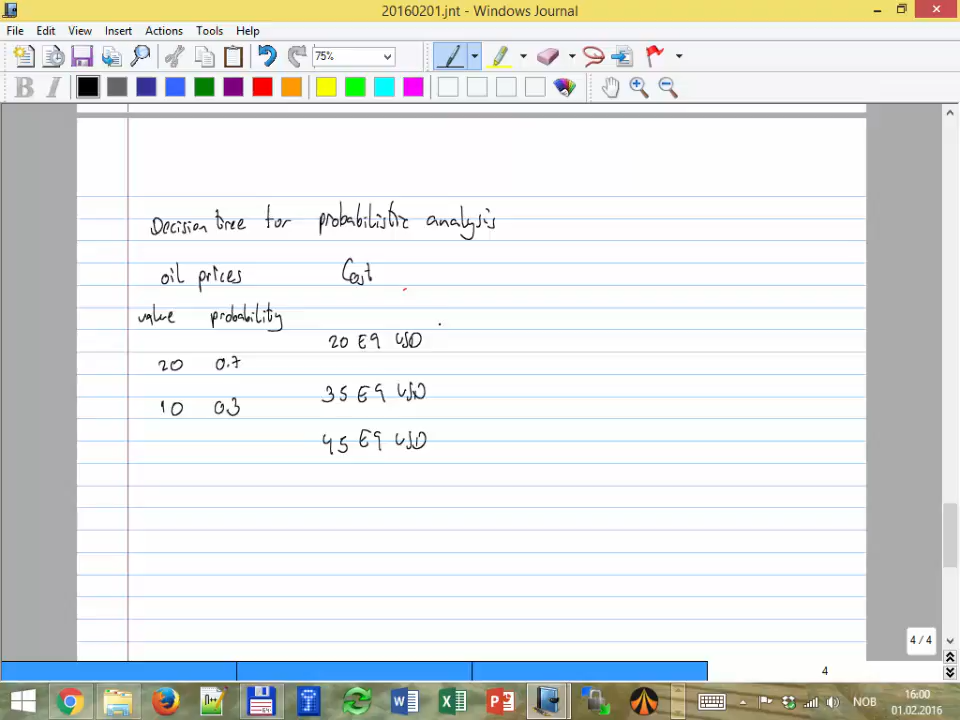 20160201.jnt - Windows Journal
File Edit View Insert Actions Tools Help
75%
B I
Decision tree for probabilistic analysis
oil prices Cost
value probability
20 E9 USD
20 0.7
35 E9 USD
10 0.3
45 E9 USD
4 / 4
4
NOB
16:00
01.02.2016